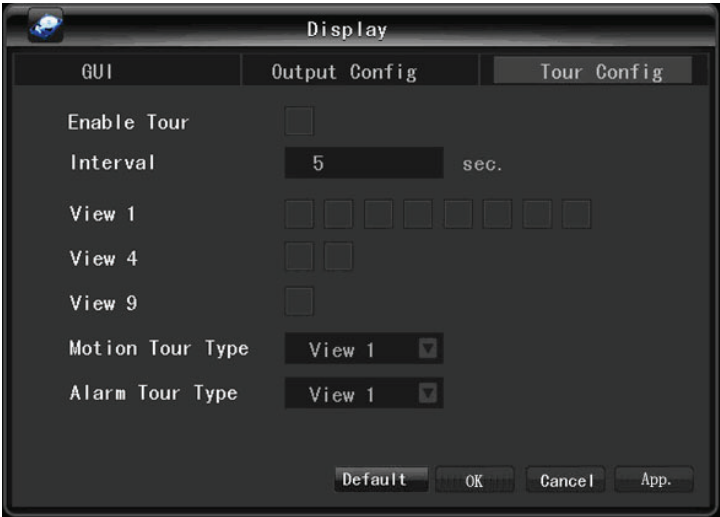 Display
GUI Output Config Tour Config
Enable Tour
Interval 5 sec.
View 1
View 4
View 9
Motion Tour Type View 1
Alarm Tour Type View 1
Default OK Cancel App.